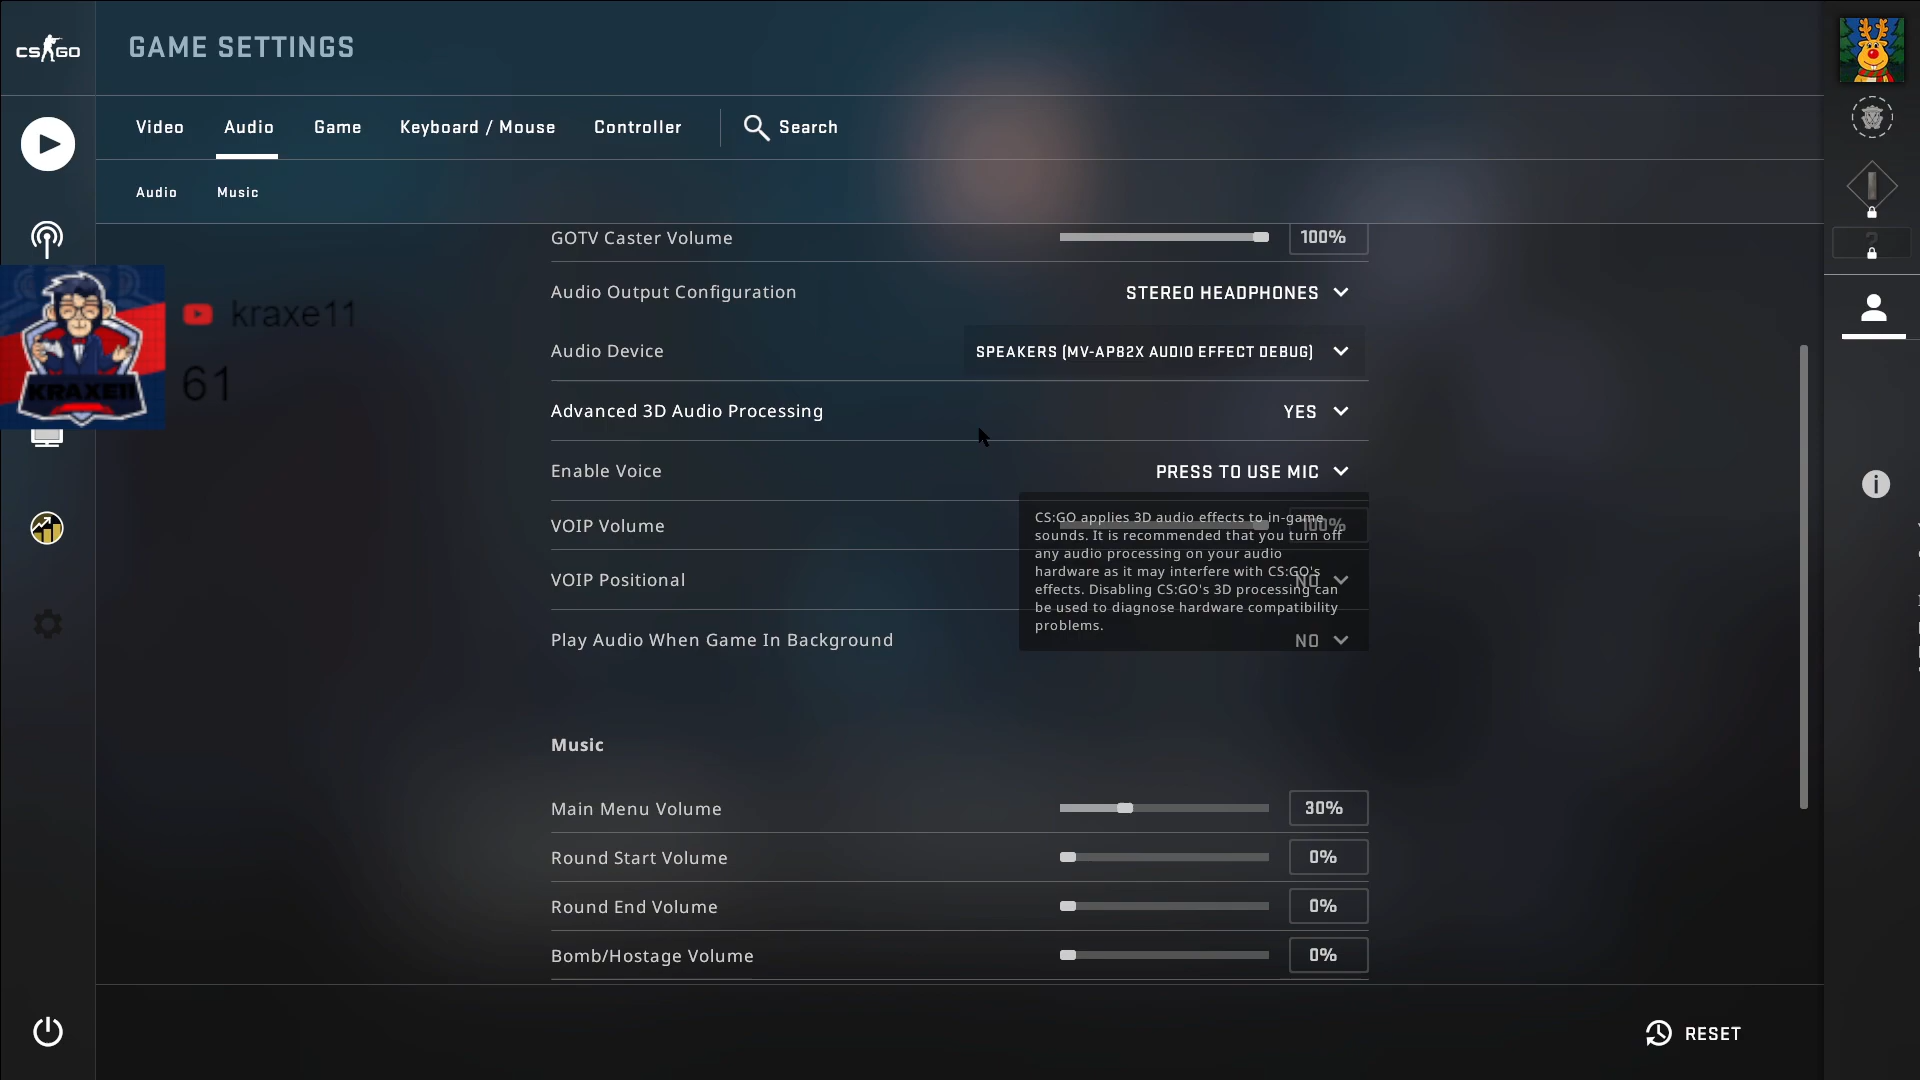 CS GO
GAME SETTINGS
Video Audio Game Keyboard / Mouse Controller Search
Audio Music
GOTV Caster Volume 100%
Audio Output Configuration STEREO HEADPHONES
kraxe11
61
KRAXE11
Audio Device SPEAKERS (MV-AP82X AUDIO EFFECT DEBUG)
Advanced 3D Audio Processing YES
Enable Voice PRESS TO USE MIC
VOIP Volume 100%
VOIP Positional NO
Play Audio When Game In Background NO
CS:GO applies 3D audio effects to in-game
sounds. It is recommended that you turn off
any audio processing on your audio
hardware as it may interfere with CS:GO's
effects. Disabling CS:GO's 3D processing can
be used to diagnose hardware compatibility
problems.
Music
Main Menu Volume 30%
Round Start Volume 0%
Round End Volume 0%
Bomb/Hostage Volume 0%
RESET